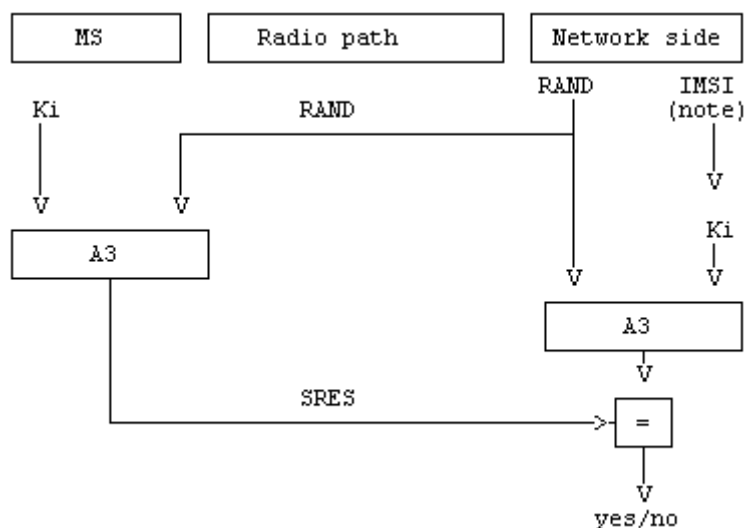 MS
Radio path
Network side
RAND
IMSI
(note)
Ki
RAND
Ki
A3
A3
SRES
=
yes/no